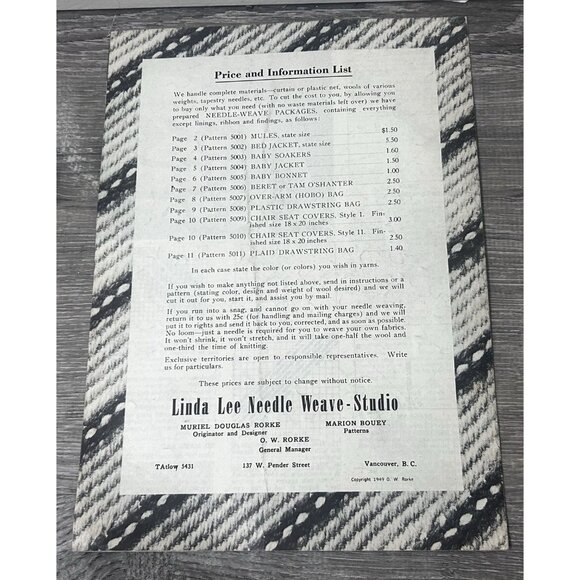 Price and Information List
We handle complete materials—curtain or plastic net, wools of various
weights, tapestry needles, etc. To cut the cost to you, by allowing you
to buy only what you need (with no waste materials left over) we have
prepared NEEDLE-WEAVE PACKAGES, containing everything
except linings, ribbon and findings, as follows:
Page 2 (Pattern 5001) MULES, state size $1.50
Page 3 (Pattern 5002) BED JACKET, state size 5.50
Page 4 (Pattern 5003) BABY SOAKERS 1.60
Page 5 (Pattern 5004) BABY JACKET 1.50
Page 6 (Pattern 5005) BABY BONNET 1.00
Page 7 (Pattern 5006) BERET or TAM O'SHANTER 2.50
Page 8 (Pattern 5007) OVER-ARM (HOBO) BAG 2.50
Page 9 (Pattern 5008) PLASTIC DRAWSTRING BAG 2.50
Page 10 (Pattern 5009) CHAIR SEAT COVERS, Style 1. Fin-
ished size 18 x 20 inches 3.00
Page 10 (Pattern 5010) CHAIR SEAT COVERS, Style 11. Fin-
ished size 18 x 20 inches 2.50
Page 11 (Pattern 5011) PLAID DRAWSTRING BAG 1.40
In each case state the color (or colors) you wish in yarns.
If you wish to make anything not listed above, send in instructions or a
pattern (stating color, design and weight of wool desired) and we will
cut it out for you, start it, and assist you by mail.
If you run into a snag, and cannot go on with your needle weaving,
return it to us with 25c (for handling and mailing charges) and we will
put it to rights and send it back to you, corrected, and as soon as possible.
No loom—just a needle is required for you to weave your own fabrics.
It won't shrink, it won't stretch, and it will take one-half the wool and
one-third the time of knitting.
Exclusive territories are open to responsible representatives. Write
us for particulars.
These prices are subject to change without notice.
Linda Lee Needle Weave-Studio
MURIEL DOUGLAS RORKE MARION BOUEY
Originator and Designer Patterns
O. W. RORKE
General Manager
TAtlow 5431 137 W. Pender Street Vancouver, B. C.
Copyright 1949 O. W. Rorke